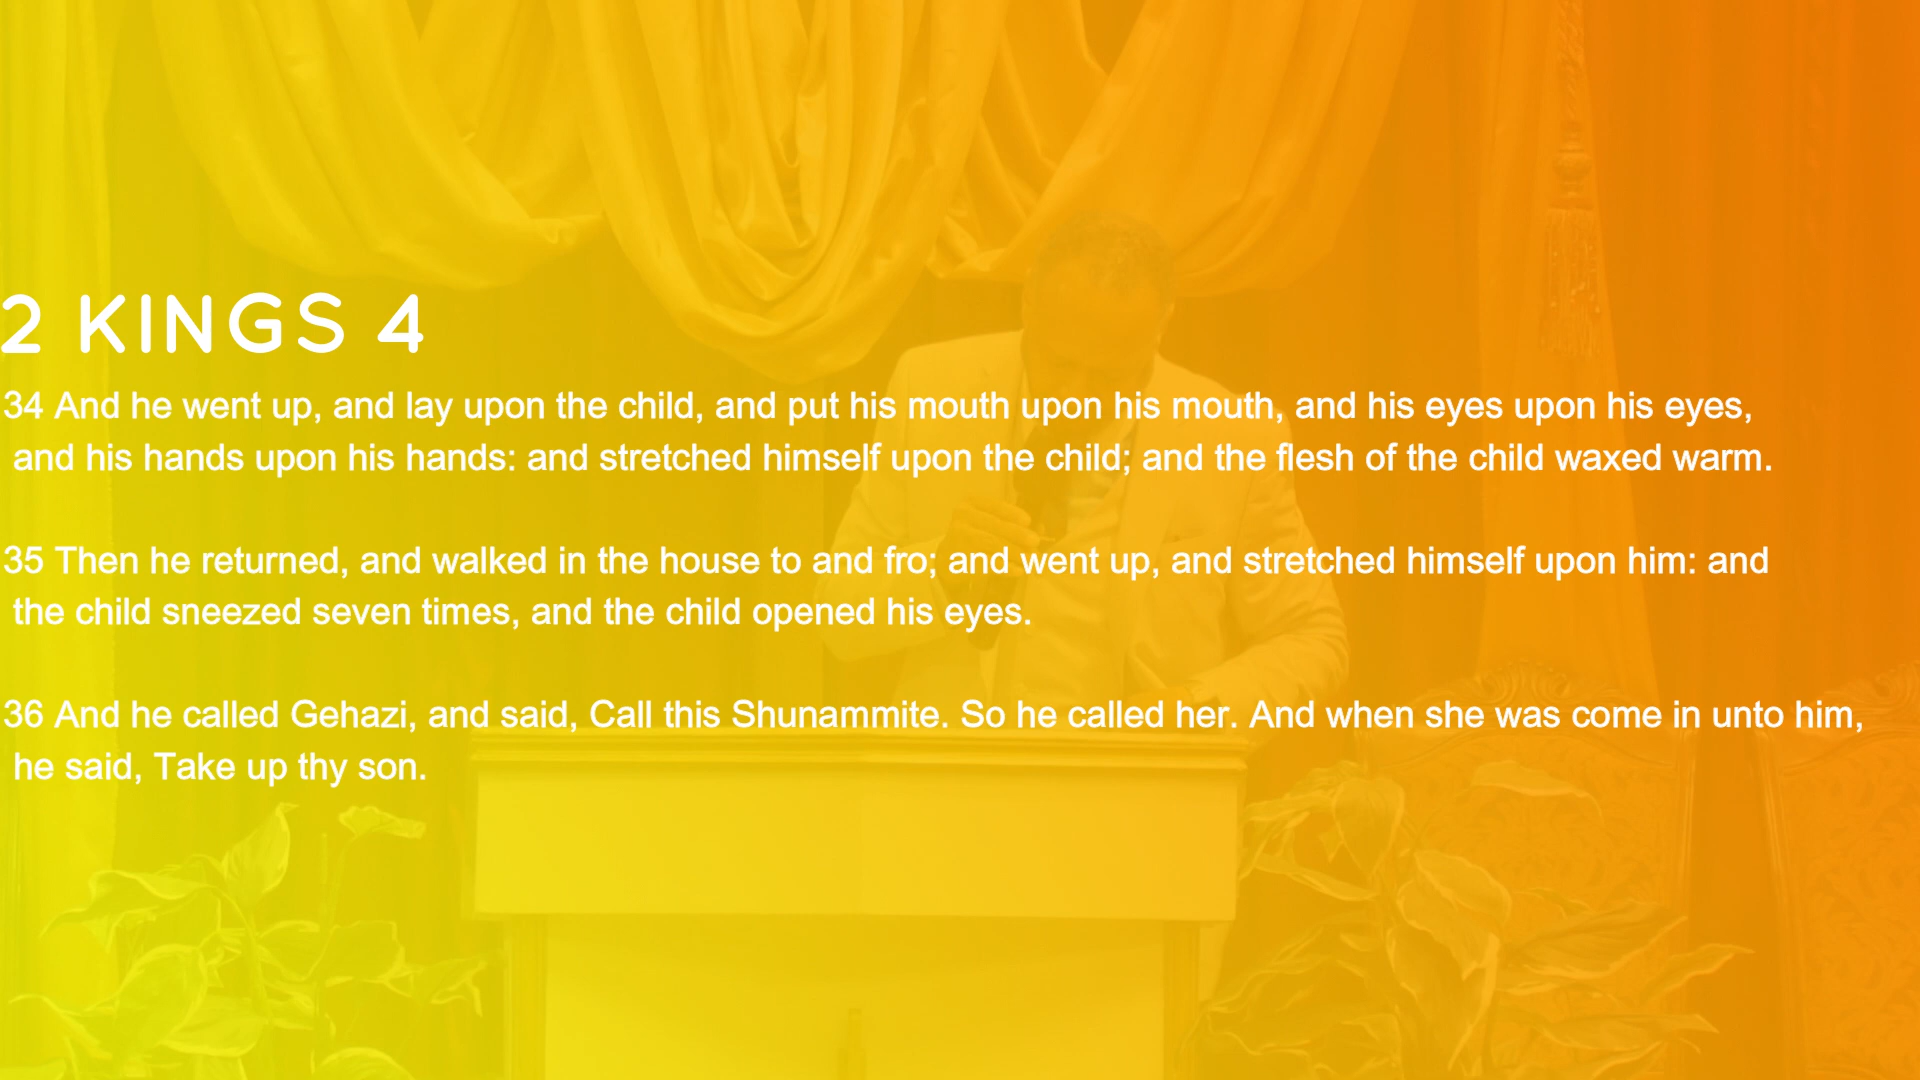 2 KINGS 4
34 And he went up, and lay upon the child, and put his mouth upon his mouth, and his eyes upon his eyes,
and his hands upon his hands: and stretched himself upon the child; and the flesh of the child waxed warm.
35 Then he returned, and walked in the house to and fro; and went up, and stretched himself upon him: and
the child sneezed seven times, and the child opened his eyes.
36 And he called Gehazi, and said, Call this Shunammite. So he called her. And when she was come in unto him,
he said, Take up thy son.